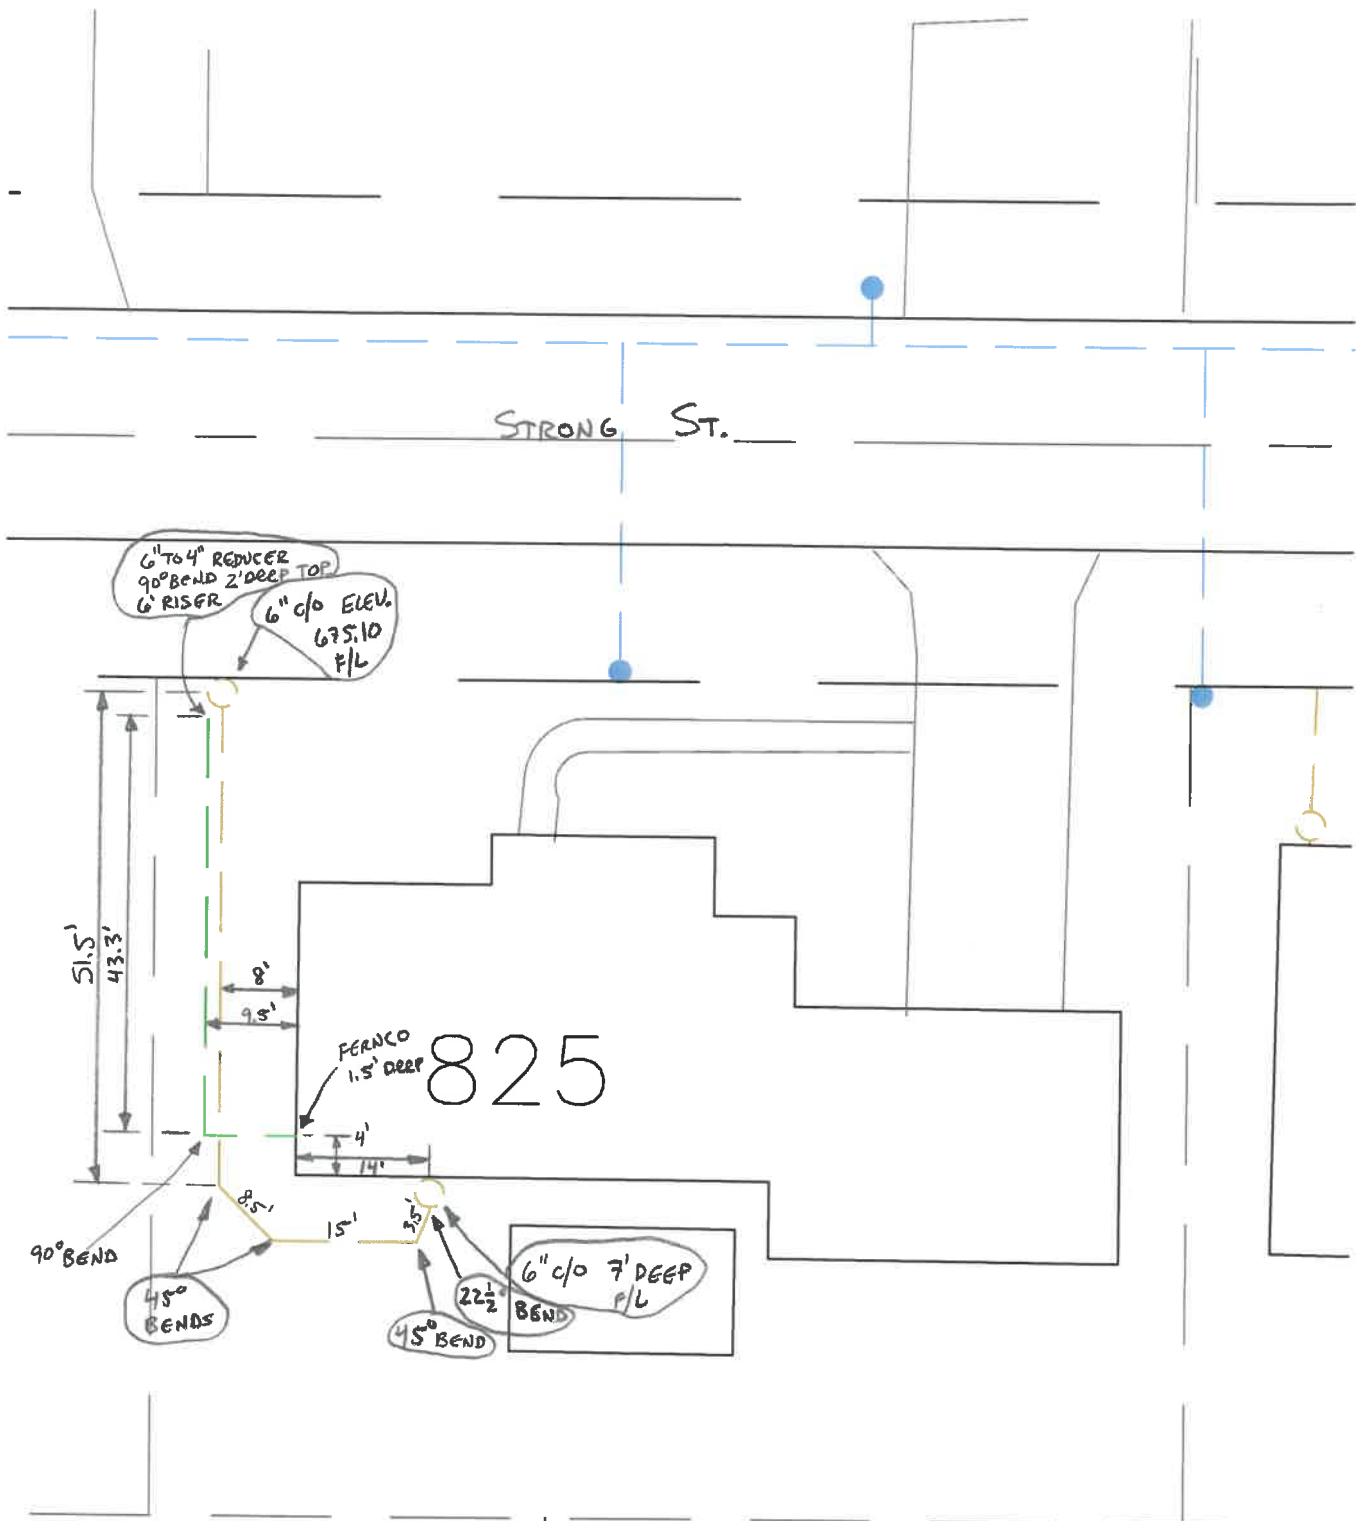 STRONG ST.
6" TO 4" REDUCER
90° BEND 2' DEEP TOP
6' RISER
6" C/O ELEV.
675.10
F/L
51.5'
43.3'
8'
9.5'
FERNCO
1.5' DEEP
825
4'
14'
8.5'
15'
3.5'
90° BEND
45°
BENDS
6" C/O 7' DEEP
F/L
22½° BEND
45° BEND